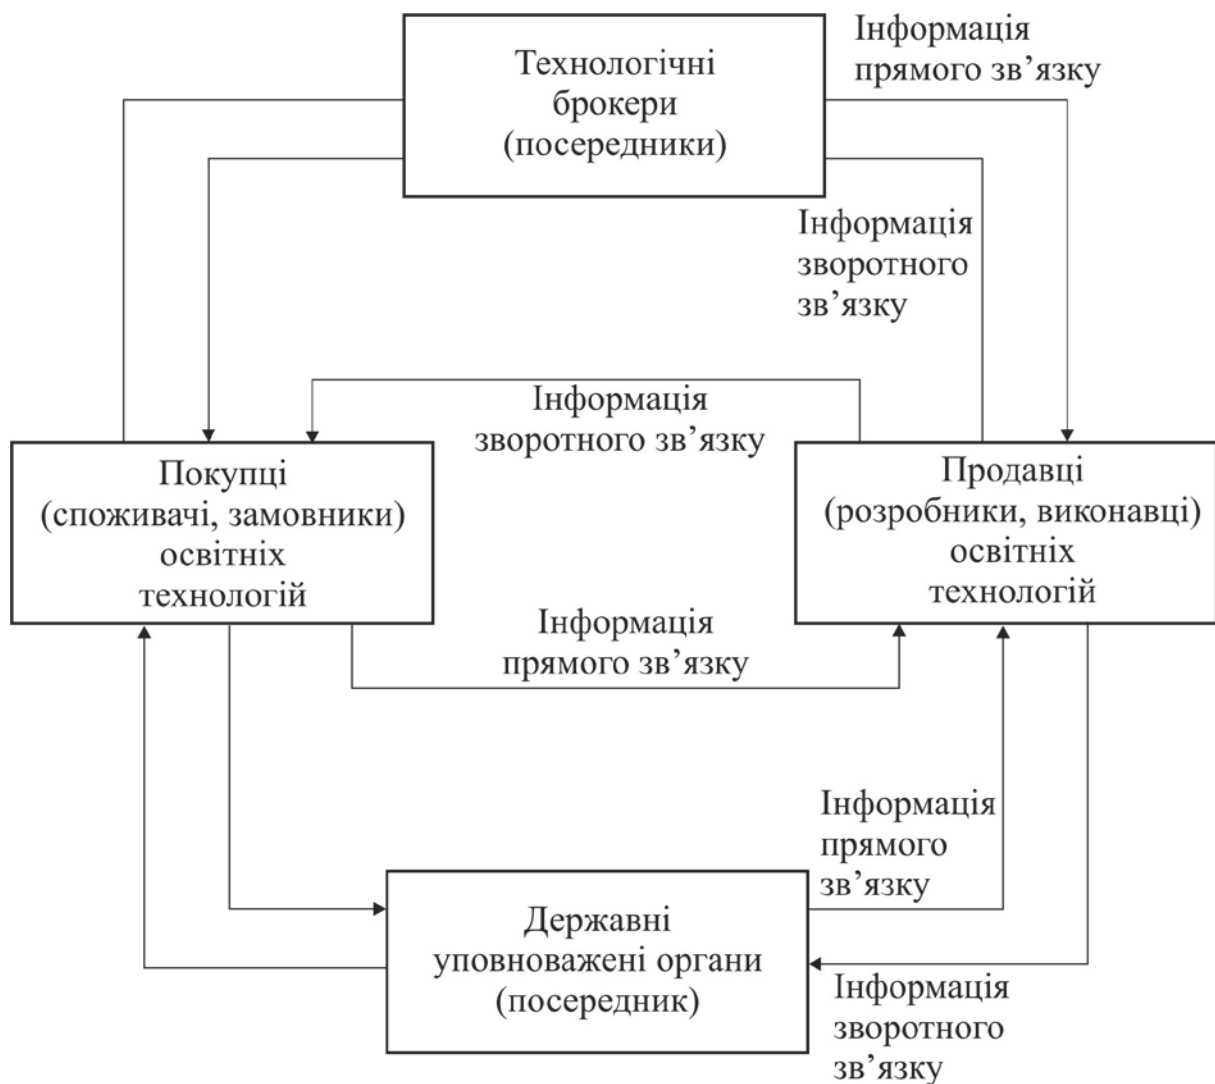 Технологічні
брокери
(посередники)
Інформація
прямого зв’язку
Інформація
зворотного
зв’язку
Інформація
зворотного зв’язку
Покупці
(споживачі, замовники)
освітніх
технологій
Продавці
(розробники, виконавці)
освітніх
технологій
Інформація
прямого зв’язку
Інформація
прямого
зв’язку
Державні
уповноважені органи
(посередник)
Інформація
зворотного
зв’язку